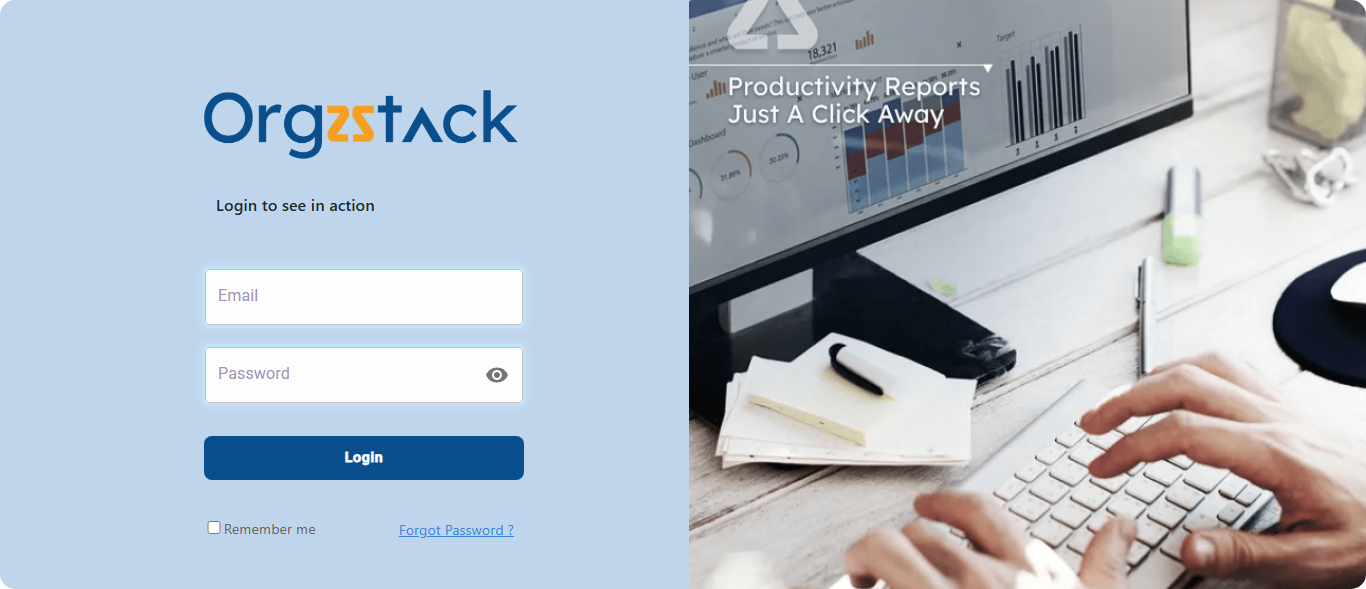 Orgzstack
Login to see in action
Email
Password
Login
Remember me
Forgot Password ?
18,321
Target
User
Productivity Reports
Just A Click Away
Dashboard
31.86%
30.23%